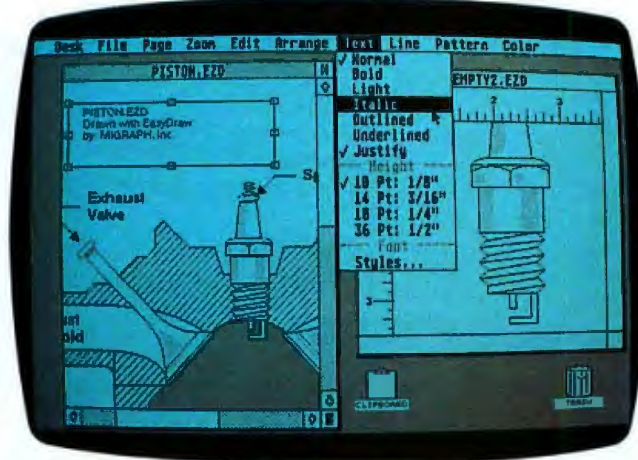 Desk File Page Zoom Edit Arrange Text Line Pattern Color
PISTON.EZD
PISTON.EZD
Drawn with EasyDraw
by MIGRAPH, Inc.
Exhaust
Valve
✓ Normal
Bold
Light
Italic
Outlined
Underlined
✓ Justify
Height
✓ 10 Pt: 1/8"
14 Pt: 3/16"
18 Pt: 1/4"
36 Pt: 1/2"
Font
Styles...
EMPTY2.EZD
2 3
3
CLIPBOARD
TRASH